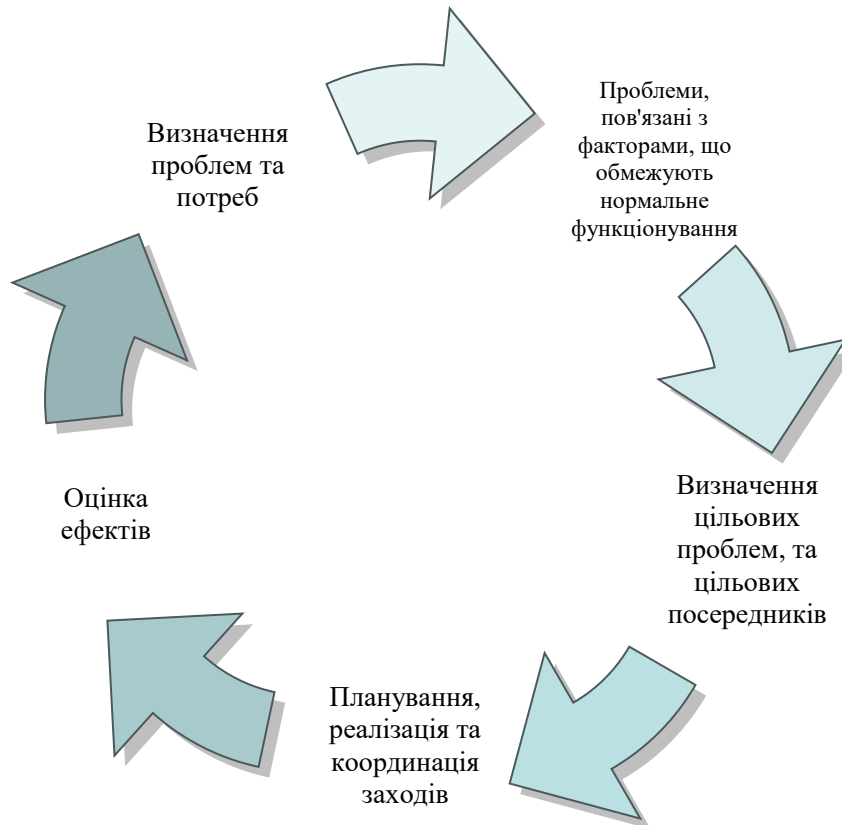 Визначення
проблем та
потреб
Проблеми,
пов'язані з
факторами, що
обмежують
нормальне
функціонування
Визначення
цільових
проблем, та
цільових
посередників
Планування,
реалізація та
координація
заходів
Оцінка
ефектів